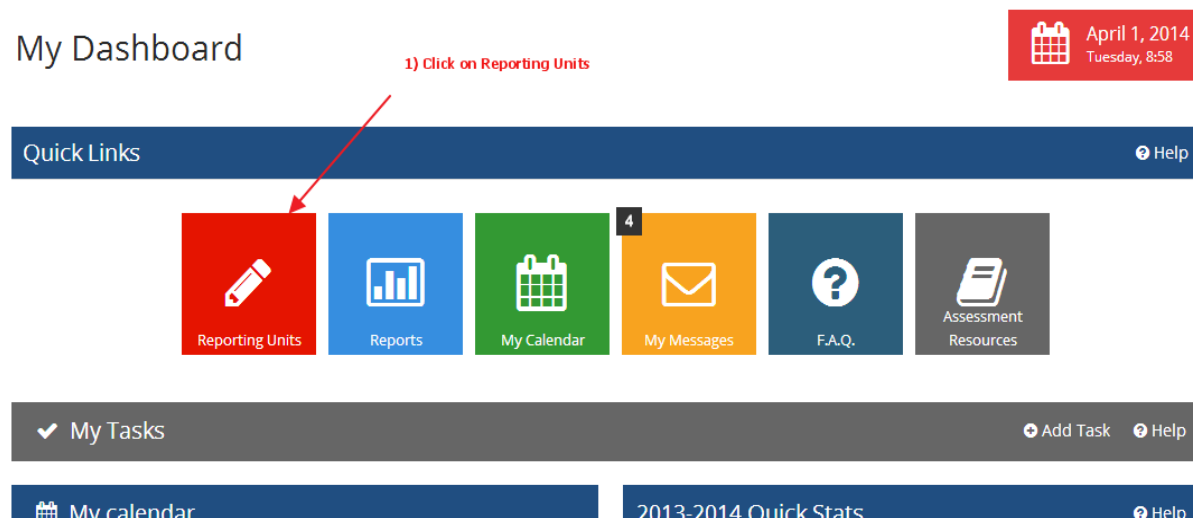 My Dashboard
1) Click on Reporting Units
April 1, 2014
Tuesday, 8:58
Quick Links
Help
4
Reporting Units
Reports
My Calendar
My Messages
F.A.Q.
Assessment
Resources
My Tasks
Add Task
Help
My calendar
2013-2014 Quick Stats
Help